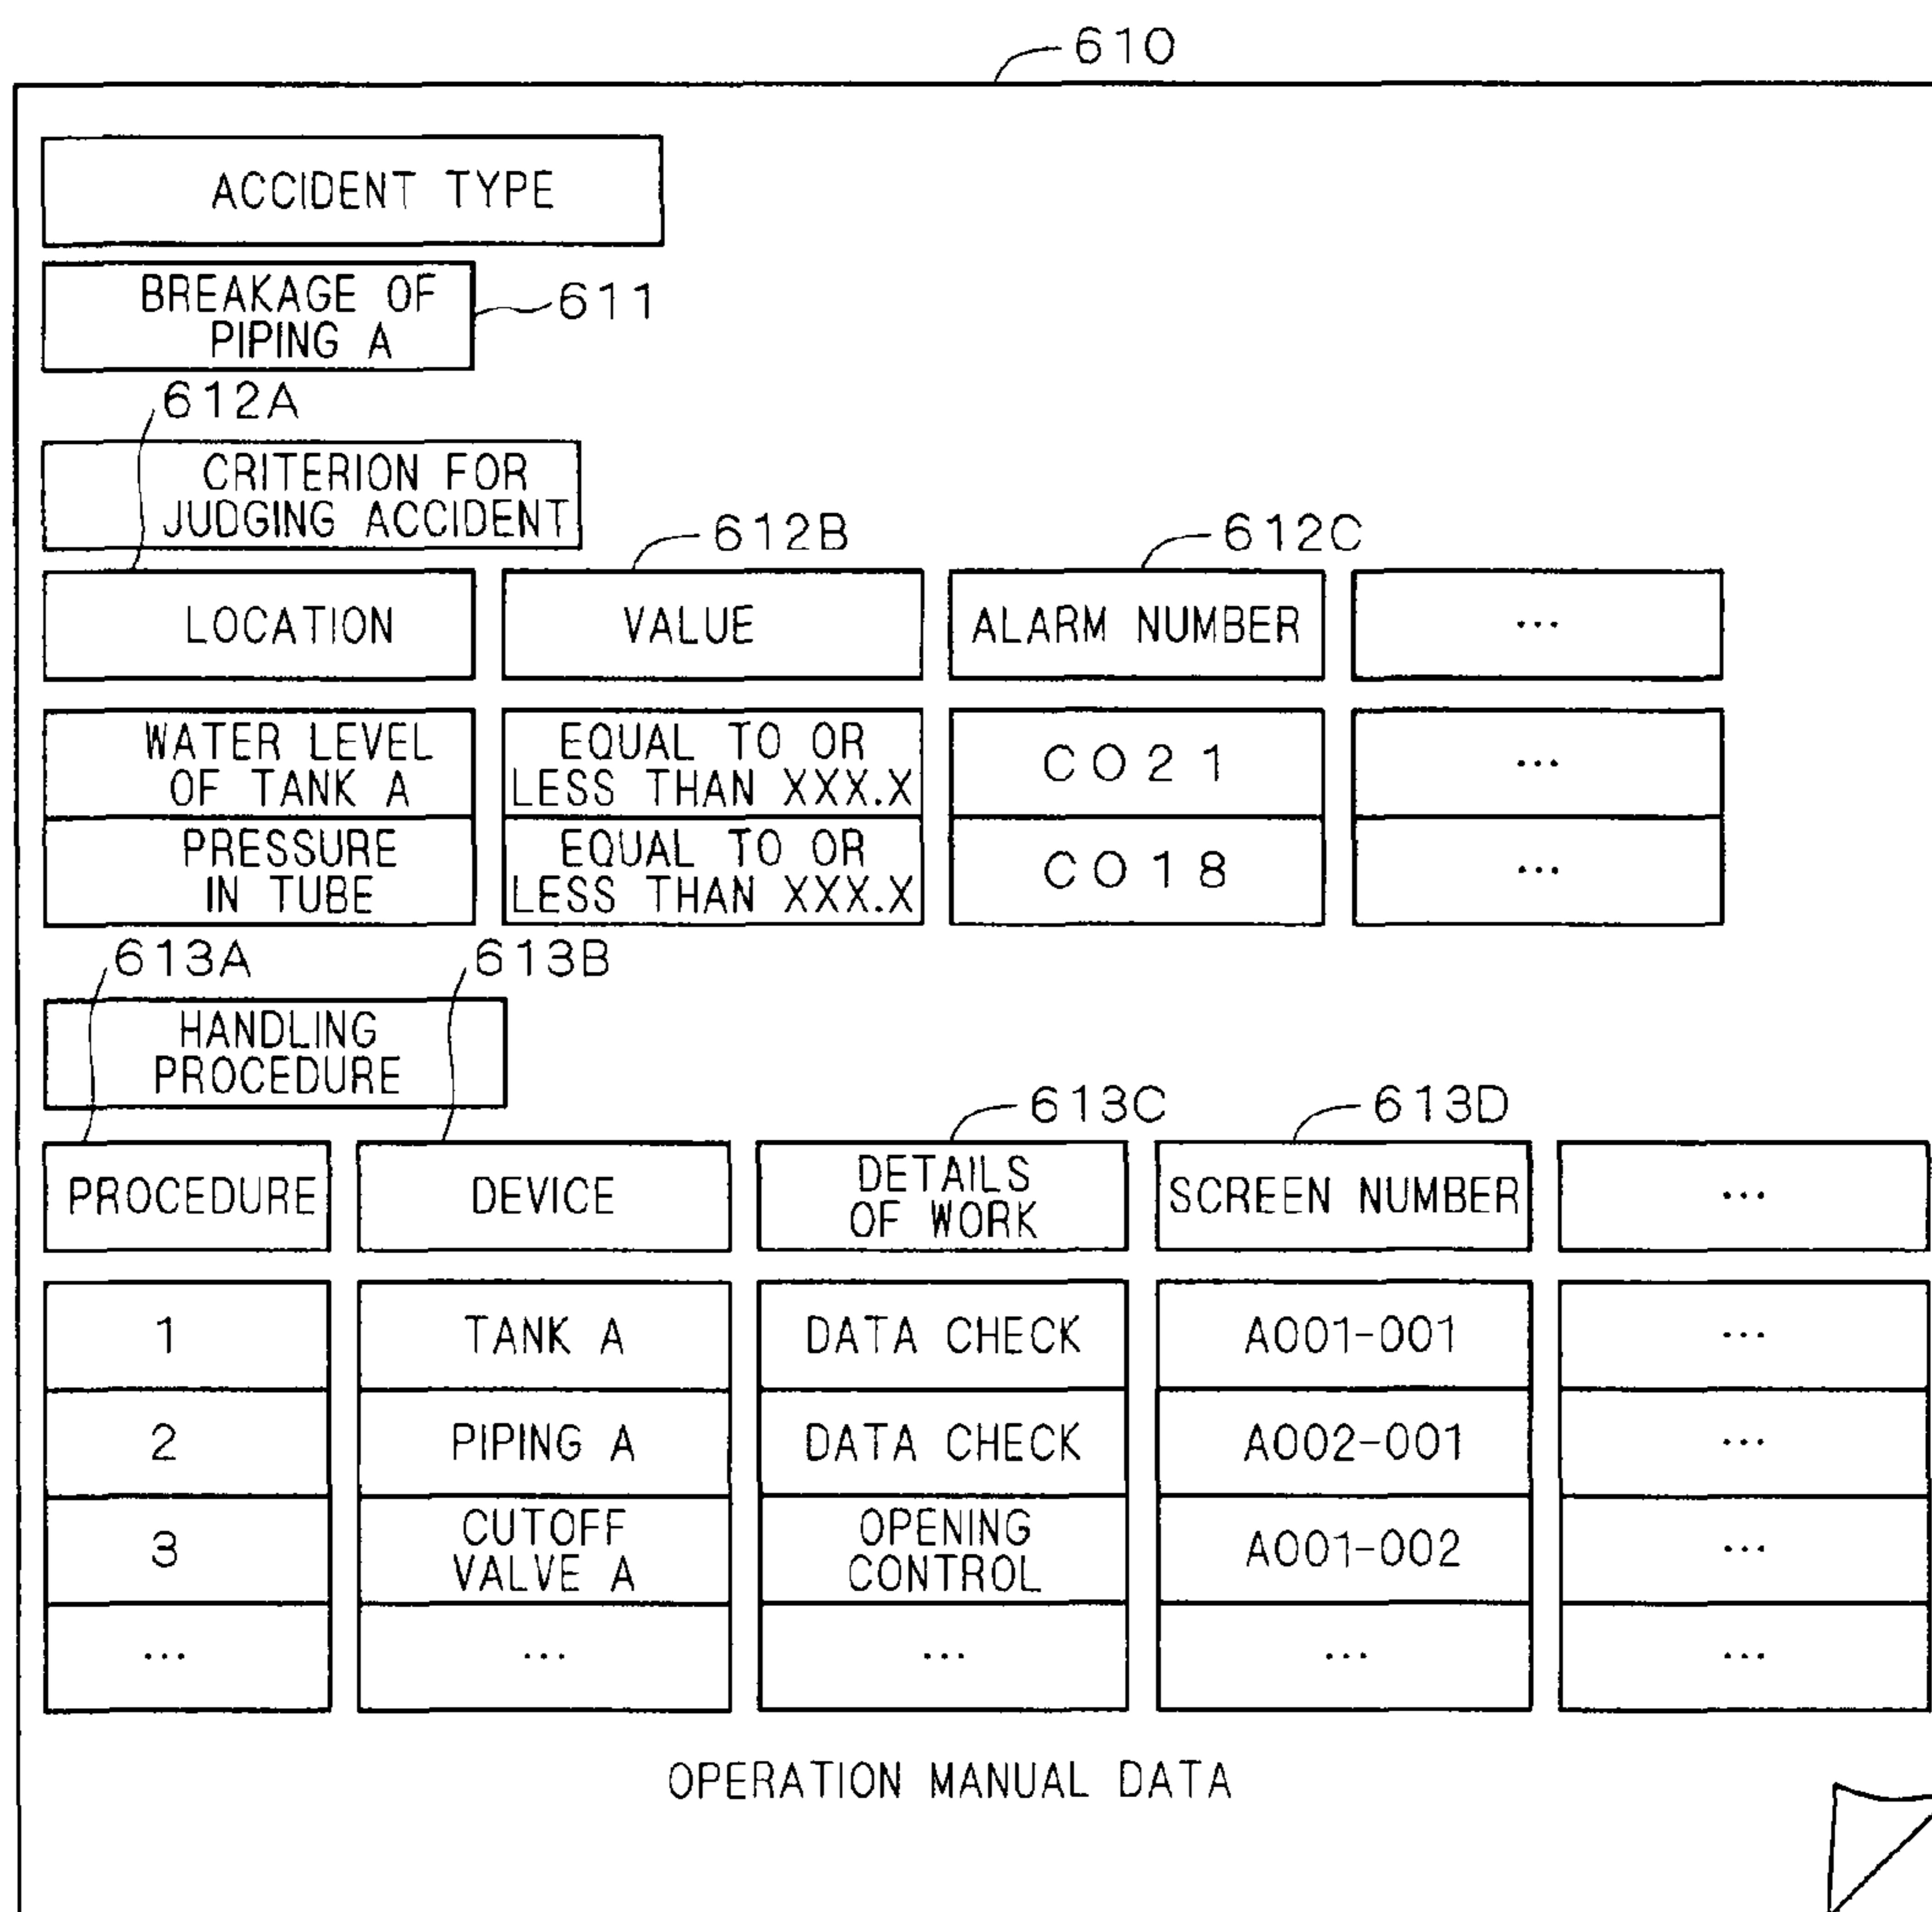 610
ACCIDENT TYPE
BREAKAGE OF
PIPING A
611
612A
CRITERION FOR
JUDGING ACCIDENT
612B
612C
LOCATION VALUE ALARM NUMBER ...
WATER LEVEL
OF TANK A
EQUAL TO OR
LESS THAN XXX.X
C021
...
PRESSURE
IN TUBE
EQUAL TO OR
LESS THAN XXX.X
C018
...
613A
613B
HANDLING
PROCEDURE
613C
613D
PROCEDURE
DEVICE
DETAILS
OF WORK
SCREEN NUMBER
...
1 TANK A DATA CHECK A001-001 ...
2 PIPING A DATA CHECK A002-001 ...
3
CUTOFF
VALVE A
OPENING
CONTROL
A001-002
...
... ... ... ... ...
OPERATION MANUAL DATA